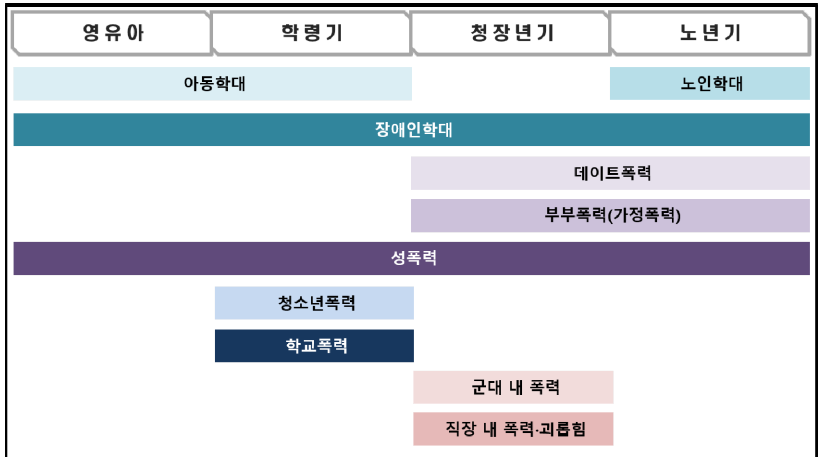 영유아 학령기 청장년기 노년기
아동학대 노인학대
장애인학대
데이트폭력
부부폭력(가정폭력)
성폭력
청소년폭력
학교폭력
군대 내 폭력
직장 내 폭력·괴롭힘